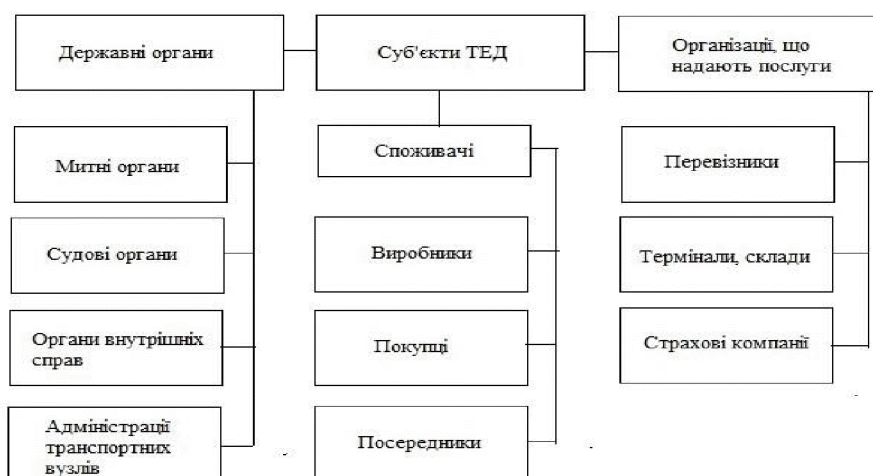 Державні органи
Суб'єкти ТЕД
Організації, що
надають послуги
Митні органи
Судові органи
Органи внутрішніх
справ
Адміністрації
транспортних
вузлів
Споживачі
Виробники
Покупці
Посередники
Перевізники
Термінали, склади
Страхові компанії